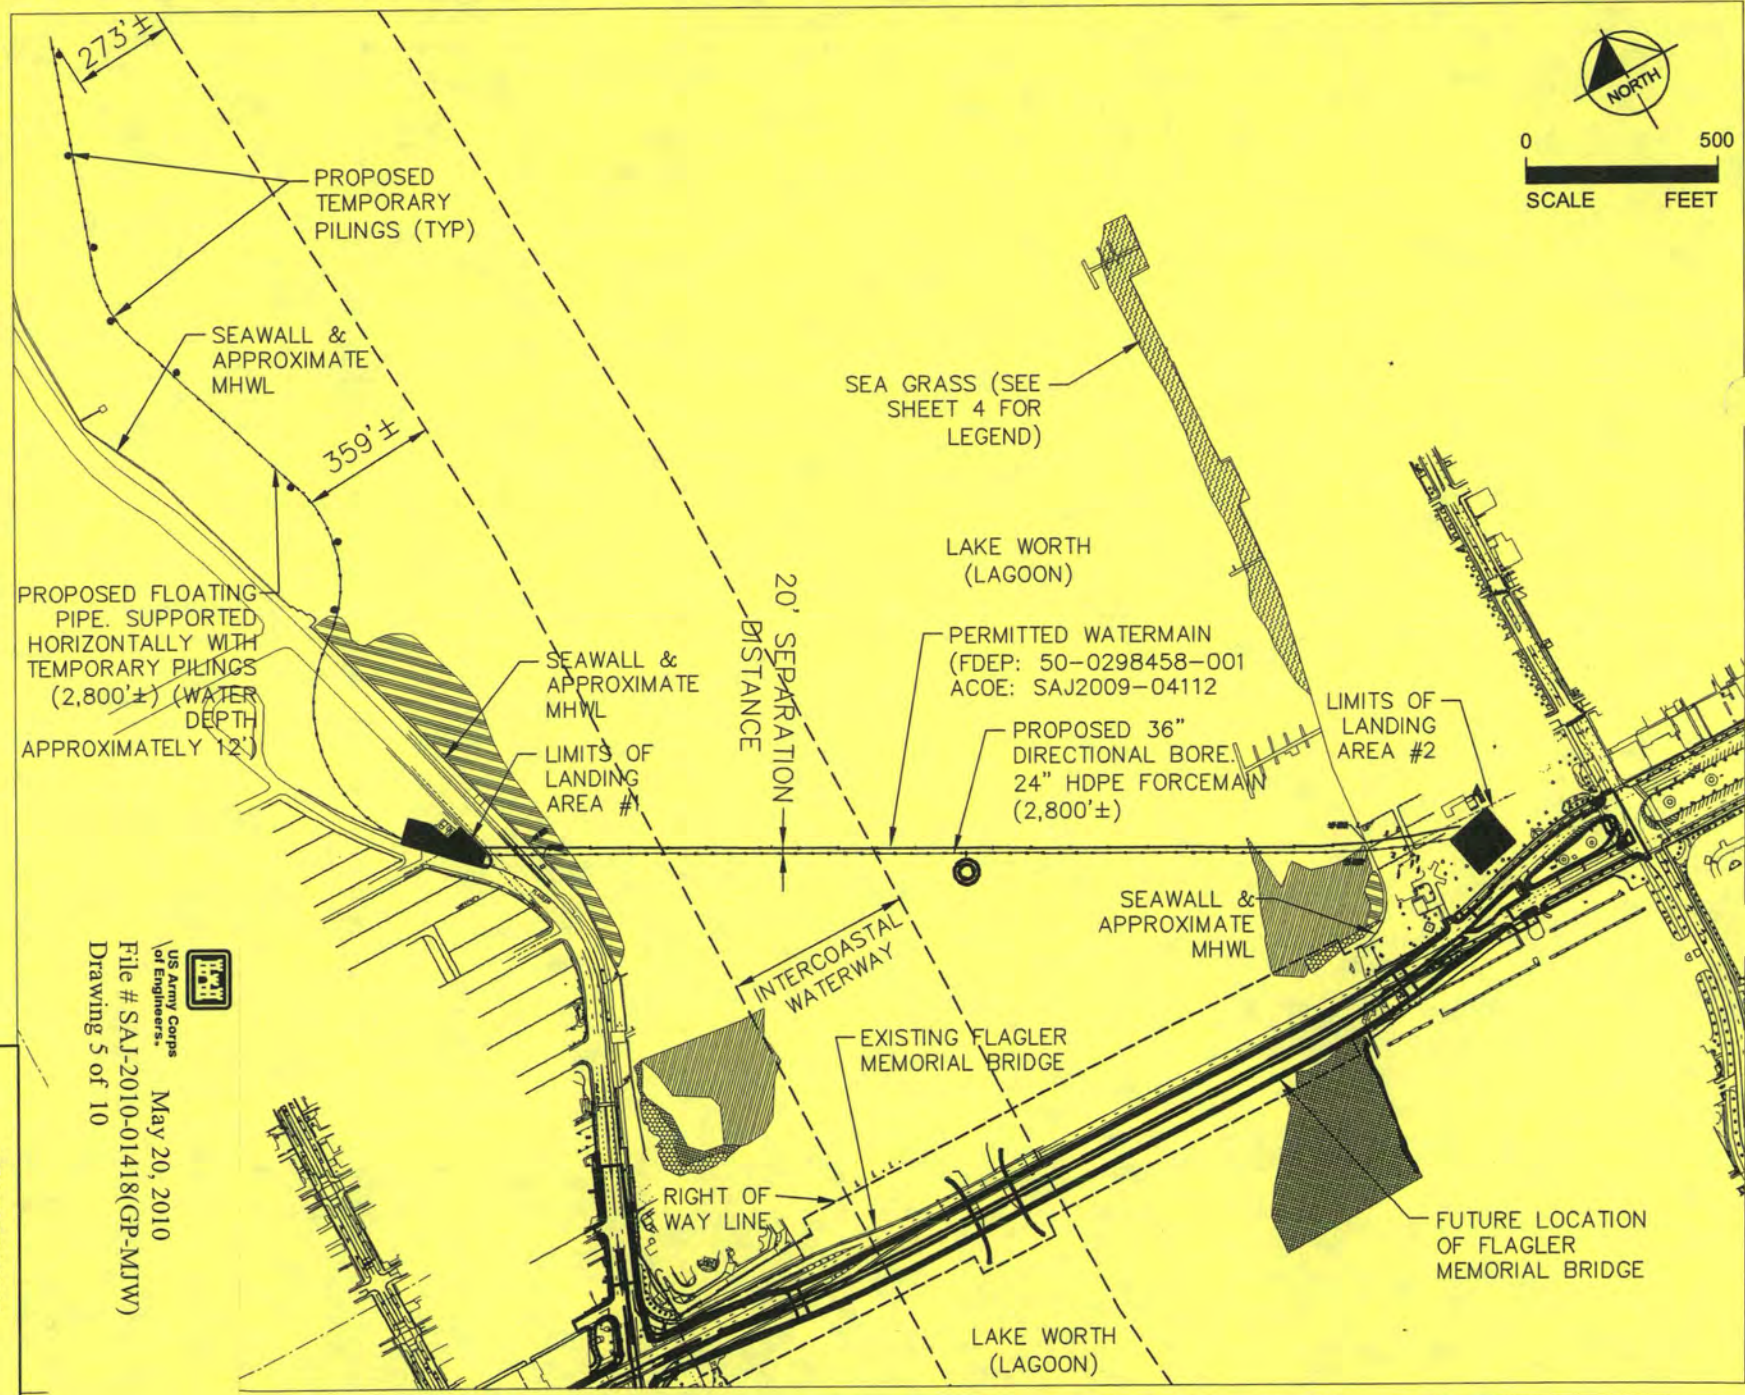 273'±
PROPOSED
TEMPORARY
PILINGS (TYP)
NORTH
0 500
SCALE FEET
SEAWALL &
APPROXIMATE
MHWL
359'±
SEA GRASS (SEE
SHEET 4 FOR
LEGEND)
LAKE WORTH
(LAGOON)
PROPOSED FLOATING
PIPE. SUPPORTED
HORIZONTALLY WITH
TEMPORARY PILINGS
(2,800'±) (WATER
DEPTH
APPROXIMATELY 12')
SEAWALL &
APPROXIMATE
MHWL
LIMITS OF
LANDING
AREA #1
20' SEPARATION
DISTANCE
PERMITTED WATERMAIN
(FDEP: 50-0298458-001
ACOE: SAJ2009-04112
PROPOSED 36"
DIRECTIONAL BORE.
24" HDPE FORCEMAIN
(2,800'±)
LIMITS OF
LANDING
AREA #2
SEAWALL &
APPROXIMATE
MHWL
INTERCOASTAL
WATERWAY
EXISTING FLAGLER
MEMORIAL BRIDGE
RIGHT OF
WAY LINE
FUTURE LOCATION
OF FLAGLER
MEMORIAL BRIDGE
LAKE WORTH
(LAGOON)
US Army Corps
of Engineers.
May 20, 2010
File # SAJ-2010-01418(GP-MJW)
Drawing 5 of 10